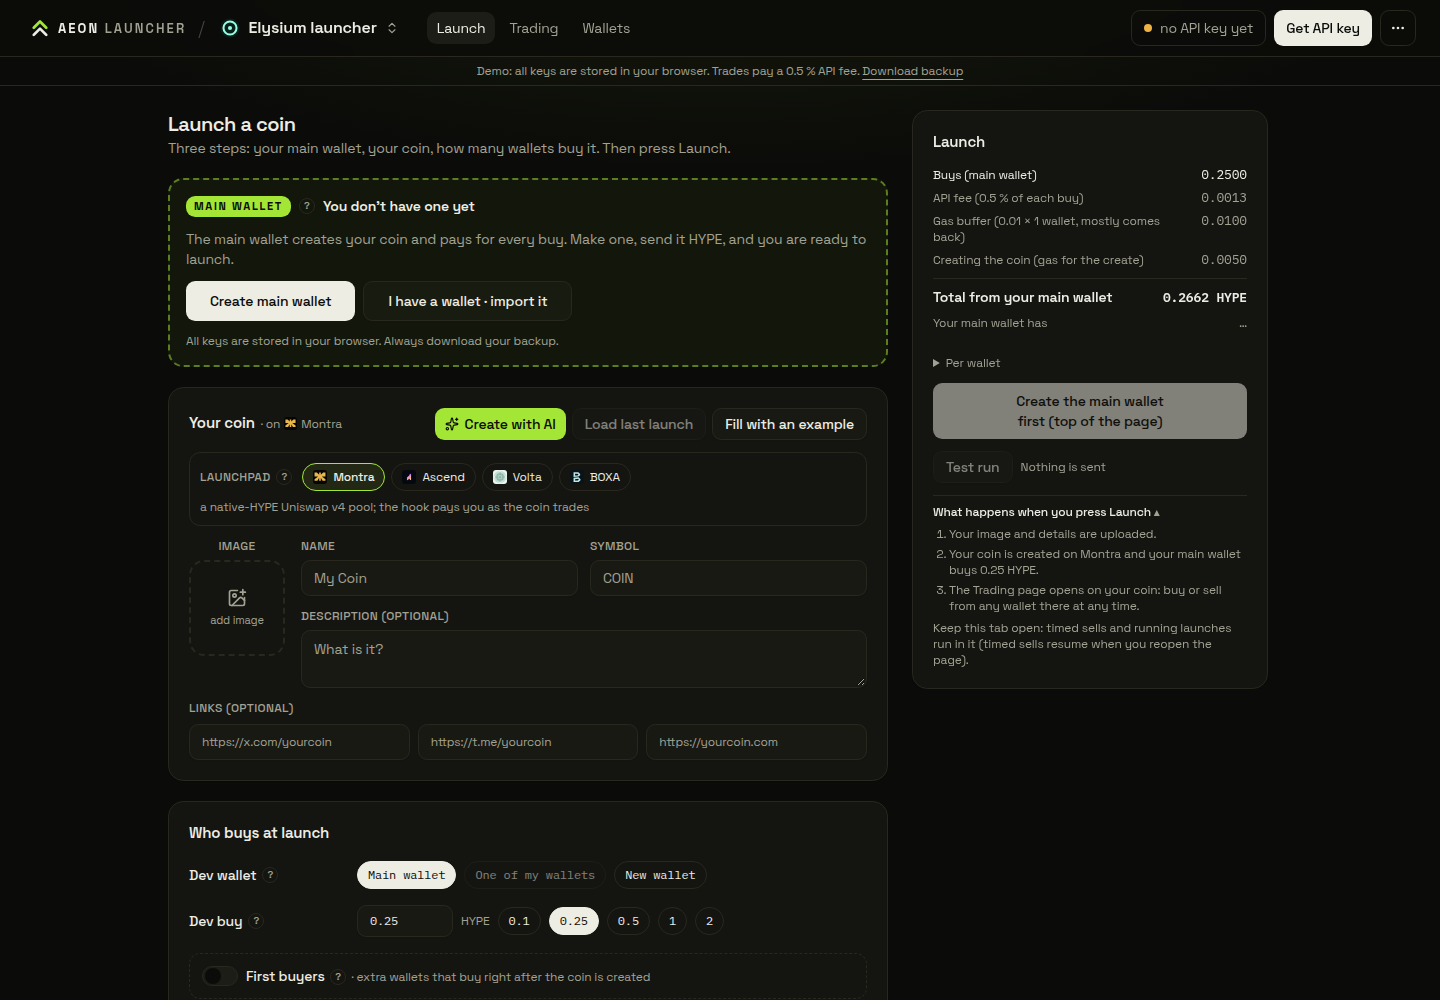 AEON LAUNCHER / Elysium launcher Launch Trading Wallets no API key yet Get API key ...
Demo: all keys are stored in your browser. Trades pay a 0.5 % API fee. Download backup
Launch a coin
Three steps: your main wallet, your coin, how many wallets buy it. Then press Launch.
MAIN WALLET ? You don't have one yet
The main wallet creates your coin and pays for every buy. Make one, send it HYPE, and you are ready to
launch.
Create main wallet I have a wallet · import it
All keys are stored in your browser. Always download your backup.
Your coin · on Montra Create with AI Load last launch Fill with an example
LAUNCHPAD ? Montra Ascend Volta BOXA
a native-HYPE Uniswap v4 pool; the hook pays you as the coin trades
IMAGE NAME SYMBOL
add image My Coin COIN
DESCRIPTION (OPTIONAL)
What is it?
LINKS (OPTIONAL)
https://x.com/yourcoin https://t.me/yourcoin https://yourcoin.com
Who buys at launch
Dev wallet ? Main wallet One of my wallets New wallet
Dev buy ? 0.25 HYPE 0.1 0.25 0.5 1 2
First buyers ? · extra wallets that buy right after the coin is created
Launch
Buys (main wallet) 0.2500
API fee (0.5 % of each buy) 0.0013
Gas buffer (0.01 × 1 wallet, mostly comes 0.0100
back)
Creating the coin (gas for the create) 0.0050
Total from your main wallet 0.2662 HYPE
Your main wallet has …
Per wallet
Create the main wallet
first (top of the page)
Test run Nothing is sent
What happens when you press Launch
1. Your image and details are uploaded.
2. Your coin is created on Montra and your main wallet
buys 0.25 HYPE.
3. The Trading page opens on your coin: buy or sell
from any wallet there at any time.
Keep this tab open: timed sells and running launches
run in it (timed sells resume when you reopen the
page).